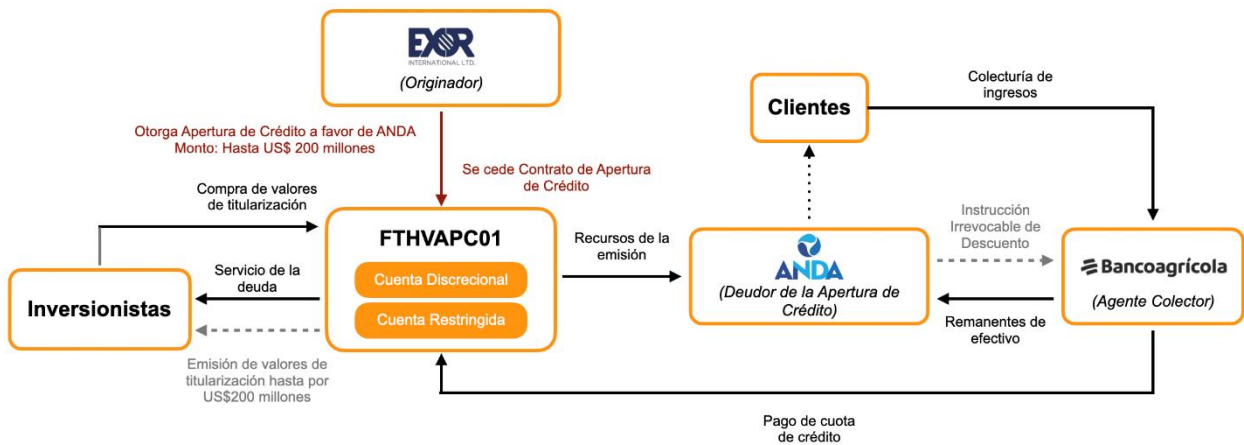 EXOR
INTERNATIONAL LTD.
(Originador)
Otorga Apertura de Crédito a favor de ANDA
Monto: Hasta US$ 200 millones
Se cede Contrato de Apertura
de Crédito
Clientes
Colecturía de
ingresos
Compra de valores
de titularización
FTHVAPC01
Cuenta Discrecional
Cuenta Restringida
Recursos de la
emisión
ANDA
(Deudor de la Apertura de
Crédito)
Instrucción
Irrevocable de
Descuento
Bancoagrícola
(Agente Colector)
Inversionistas
Servicio de la
deuda
Remanentes de
efectivo
Emisión de valores de
titularización hasta por
US$200 millones
Pago de cuota
de crédito